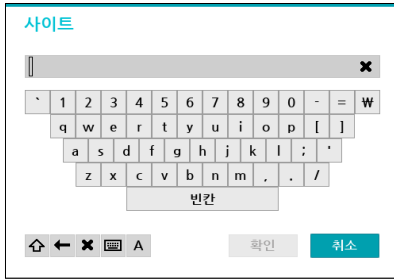 사이트
` 1 2 3 4 5 6 7 8 9 0 - = ₩
q w e r t y u i o p [ ]
a s d f g h j k l ; '
z x c v b n m , . /
빈칸
A 확인 취소